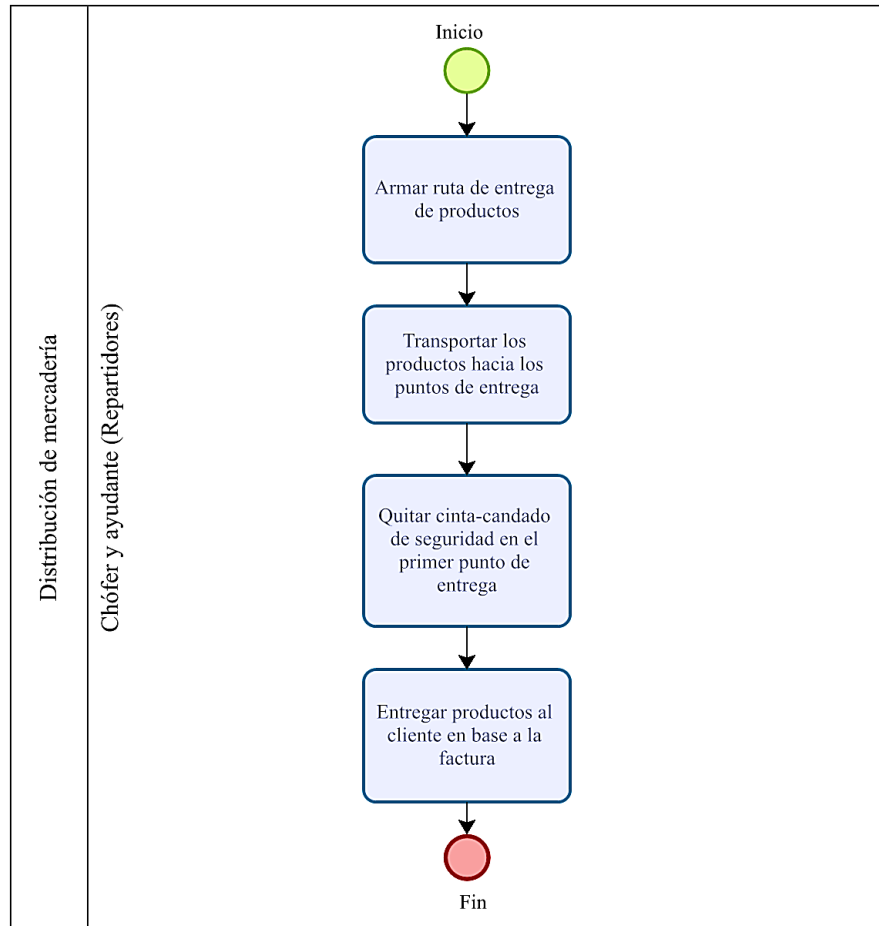 Distribución de mercadería
Chófer y ayudante (Repartidores)
Inicio
Armar ruta de entrega
de productos
Transportar los
productos hacia los
puntos de entrega
Quitar cinta-candado
de seguridad en el
primer punto de
entrega
Entregar productos al
cliente en base a la
factura
Fin